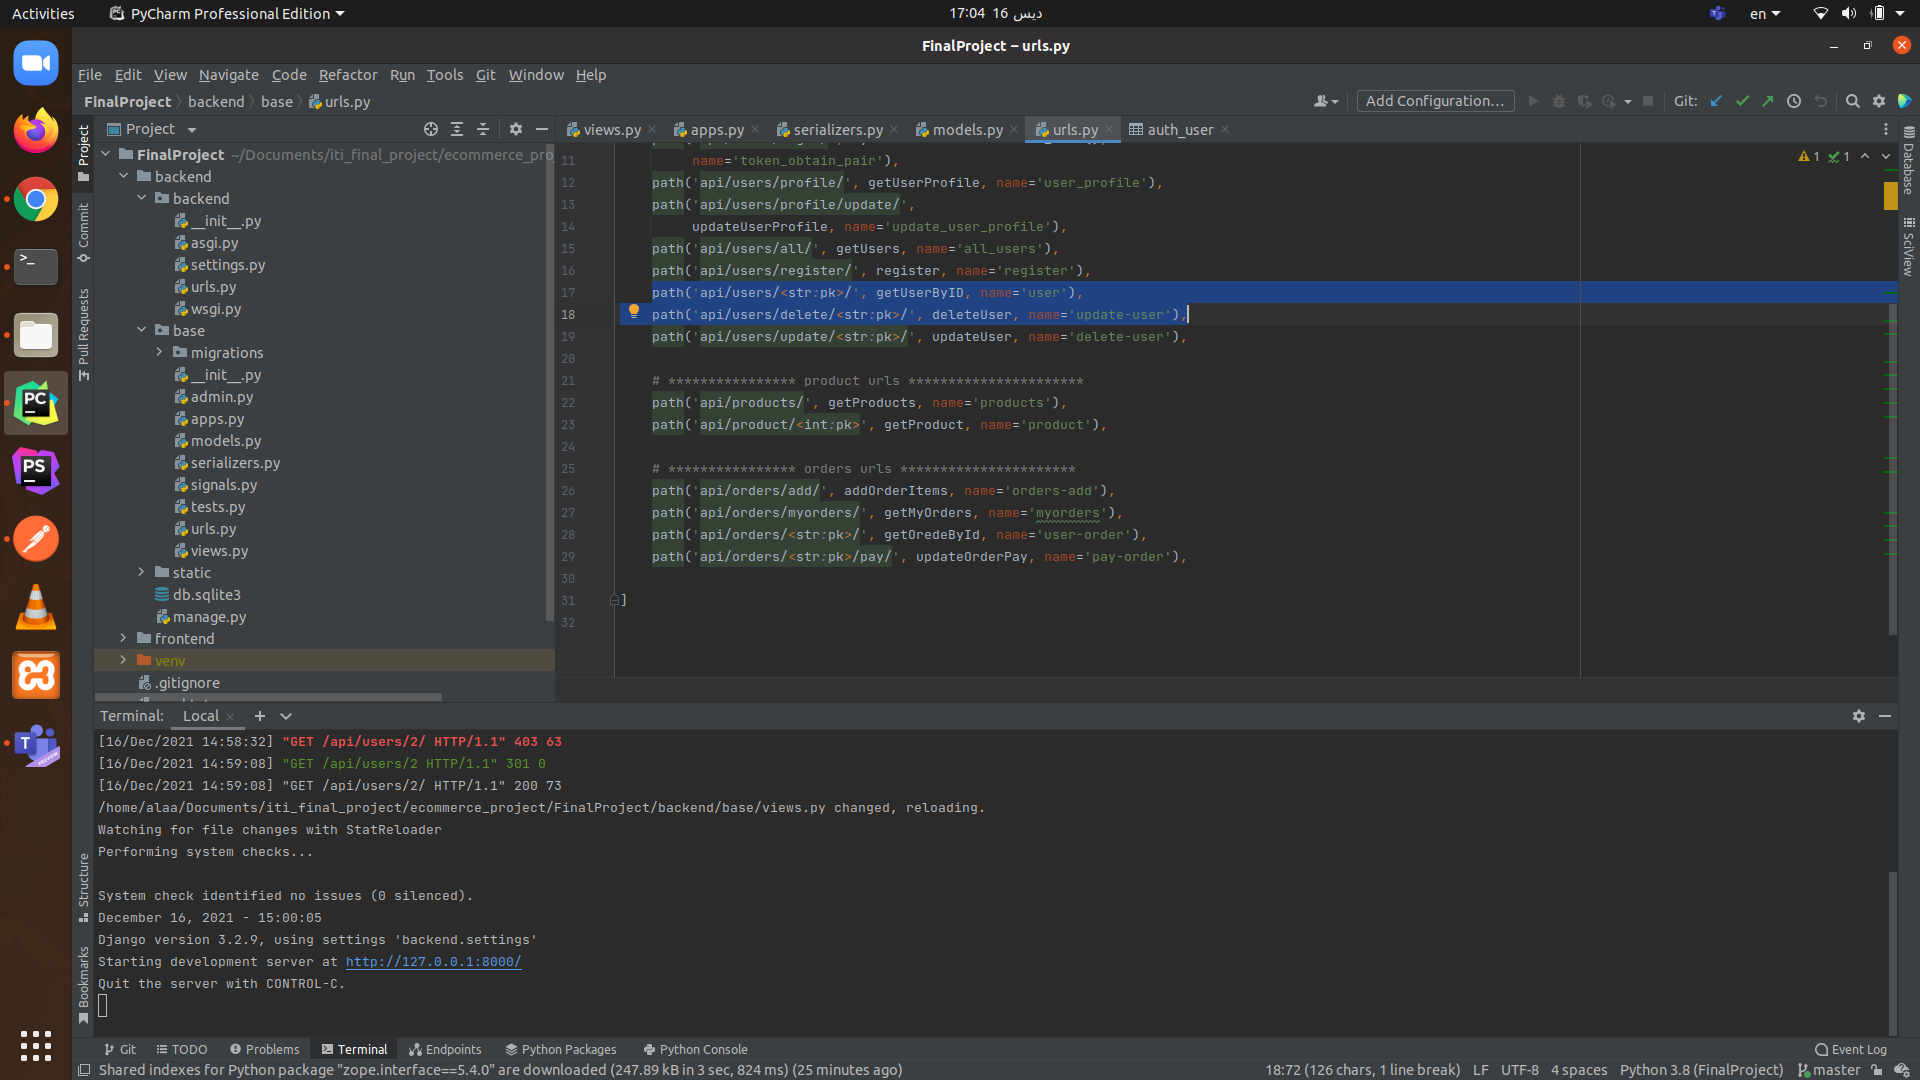 Activities PyCharm Professional Edition 17:04 16 ديس en
FinalProject – urls.py
File Edit View Navigate Code Refactor Run Tools Git Window Help
FinalProject backend base urls.py Add Configuration... Git:
Project views.py apps.py serializers.py models.py urls.py auth_user
Project
Commit
Pull Requests
Structure
Bookmarks
Database
SciView
FinalProject ~/Documents/iti_final_project/ecommerce_pro
backend
backend
__init__.py
asgi.py
settings.py
urls.py
wsgi.py
base
migrations
__init__.py
admin.py
apps.py
models.py
serializers.py
signals.py
tests.py
urls.py
views.py
static
db.sqlite3
manage.py
frontend
venv
.gitignore
1 1
11 name='token_obtain_pair'),
12 path('api/users/profile/', getUserProfile, name='user_profile'),
13 path('api/users/profile/update/',
14 updateUserProfile, name='update_user_profile'),
15 path('api/users/all/', getUsers, name='all_users'),
16 path('api/users/register/', register, name='register'),
17 path('api/users/<str:pk>/', getUserByID, name='user'),
18 path('api/users/delete/<str:pk>/', deleteUser, name='update-user'),
19 path('api/users/update/<str:pk>/', updateUser, name='delete-user'),
20
21 # **************** product urls **********************
22 path('api/products/', getProducts, name='products'),
23 path('api/product/<int:pk>', getProduct, name='product'),
24
25 # **************** orders urls **********************
26 path('api/orders/add/', addOrderItems, name='orders-add'),
27 path('api/orders/myorders/', getMyOrders, name='myorders'),
28 path('api/orders/<str:pk>/', getOredeById, name='user-order'),
29 path('api/orders/<str:pk>/pay/', updateOrderPay, name='pay-order'),
30
31 ]
32
Terminal: Local
[16/Dec/2021 14:58:32] "GET /api/users/2/ HTTP/1.1" 403 63
[16/Dec/2021 14:59:08] "GET /api/users/2 HTTP/1.1" 301 0
[16/Dec/2021 14:59:08] "GET /api/users/2/ HTTP/1.1" 200 73
/home/alaa/Documents/iti_final_project/ecommerce_project/FinalProject/backend/base/views.py changed, reloading.
Watching for file changes with StatReloader
Performing system checks...
System check identified no issues (0 silenced).
December 16, 2021 - 15:00:05
Django version 3.2.9, using settings 'backend.settings'
Starting development server at http://127.0.0.1:8000/
Quit the server with CONTROL-C.
Git TODO Problems Terminal Endpoints Python Packages Python Console Event Log
Shared indexes for Python package "zope.interface==5.4.0" are downloaded (247.89 kB in 3 sec, 824 ms) (25 minutes ago) 18:72 (126 chars, 1 line break) LF UTF-8 4 spaces Python 3.8 (FinalProject) master